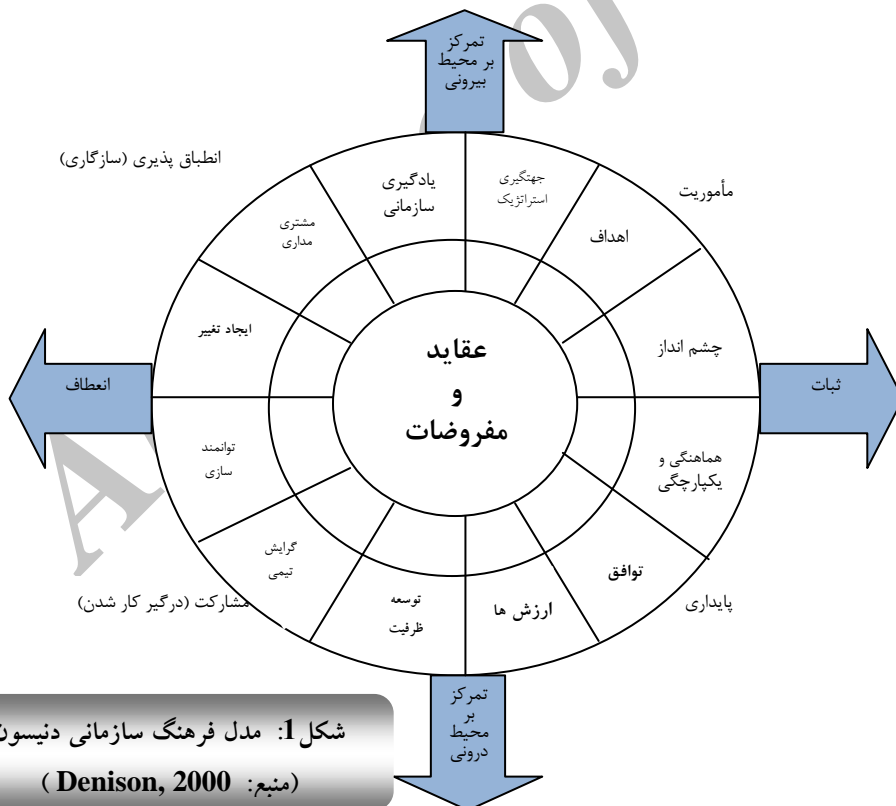 تمرکز
بر محیط
بیرونی
انطباق پذیری (سازگاری)
مأموریت
جهتگیری
استراتژیک
اهداف
چشم انداز
یادگیری
سازمانی
مشتری
مداری
ایجاد تغییر
عقاید
و
مفروضات
ثبات
انعطاف
هماهنگی و
یکپارچگی
توافق
ارزش ها
توسعه
ظرفیت
گرایش
تیمی
توانمند
سازی
پایداری
مشارکت (درگیر کار شدن)
تمرکز
بر
محیط
درونی
شکل1: مدل فرهنگ سازمانی دنیسون
(منبع: Denison, 2000 )